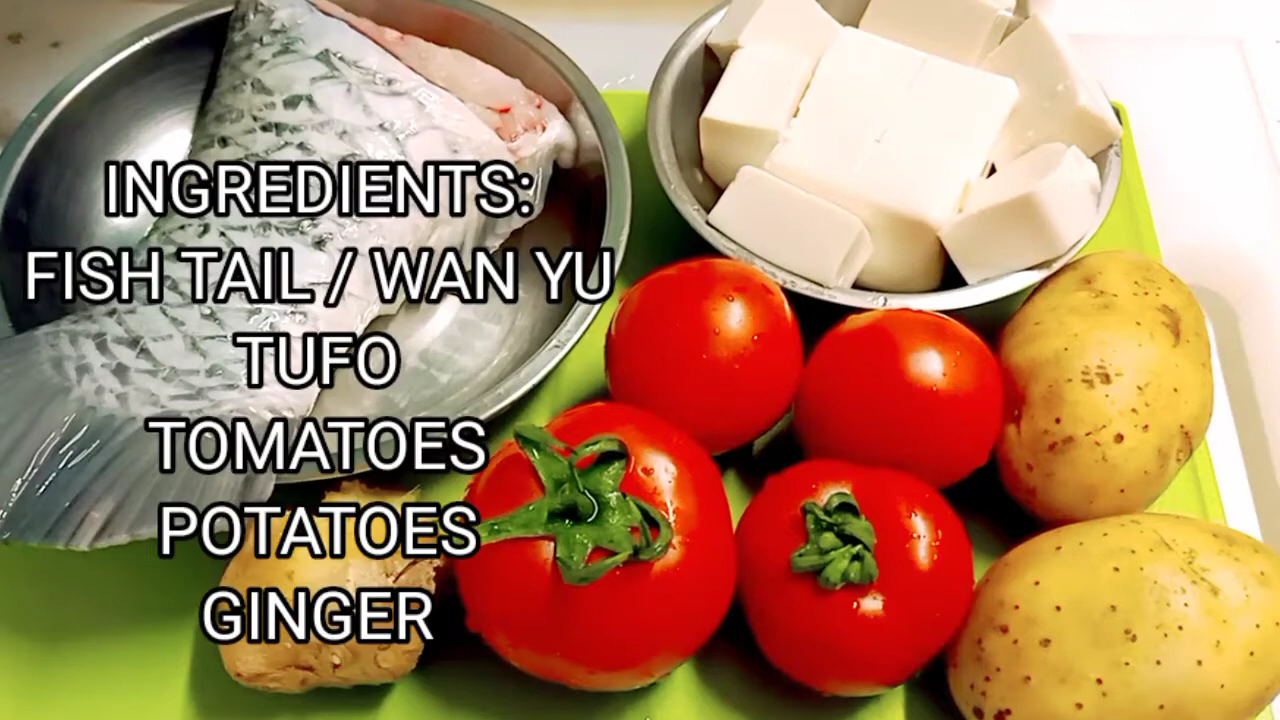 INGREDIENTS:
FISH TAIL / WAN YU
TUFO
TOMATOES
POTATOES
GINGER